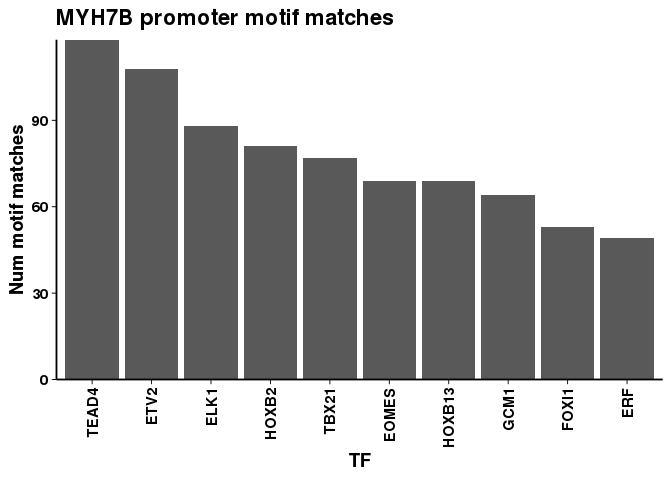 MYH7B promoter motif matches
Num motif matches
90
60
30
0
TEAD4
ETV2
ELK1
HOXB2
TBX21
EOMES
HOXB13
GCM1
FOXI1
ERF
TF